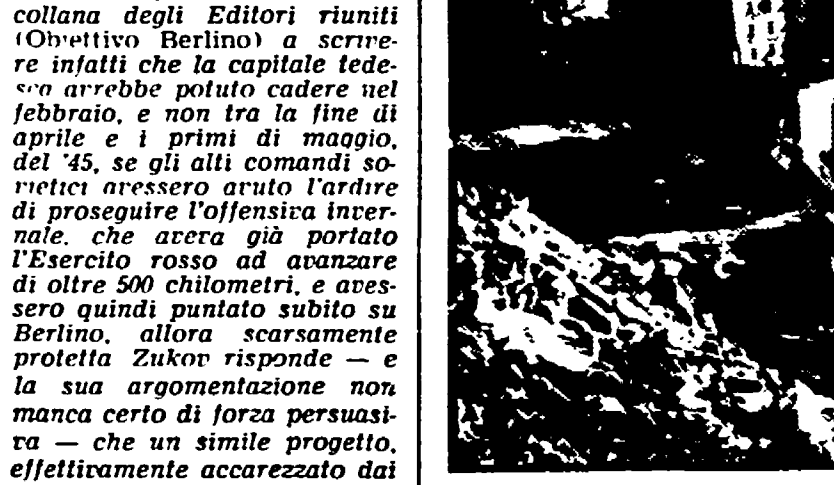 collana degli Editori riuniti
(Obiettivo Berlino) a scrive-
re infatti che la capitale tede-
sca avrebbe potuto cadere nel
febbraio, e non tra la fine di
aprile e i primi di maggio,
del '45, se gli alti comandi so-
vietici avessero avuto l'ardire
di proseguire l'offensiva inver-
nale, che aveva già portato
l'Esercito rosso ad avanzare
di oltre 500 chilometri, e aves-
sero quindi puntato subito su
Berlino, allora scarsamente
protetta Zukov risponde — e
la sua argomentazione non
manca certo di forza persuasi-
va — che un simile progetto,
effettivamente accarezzato dai